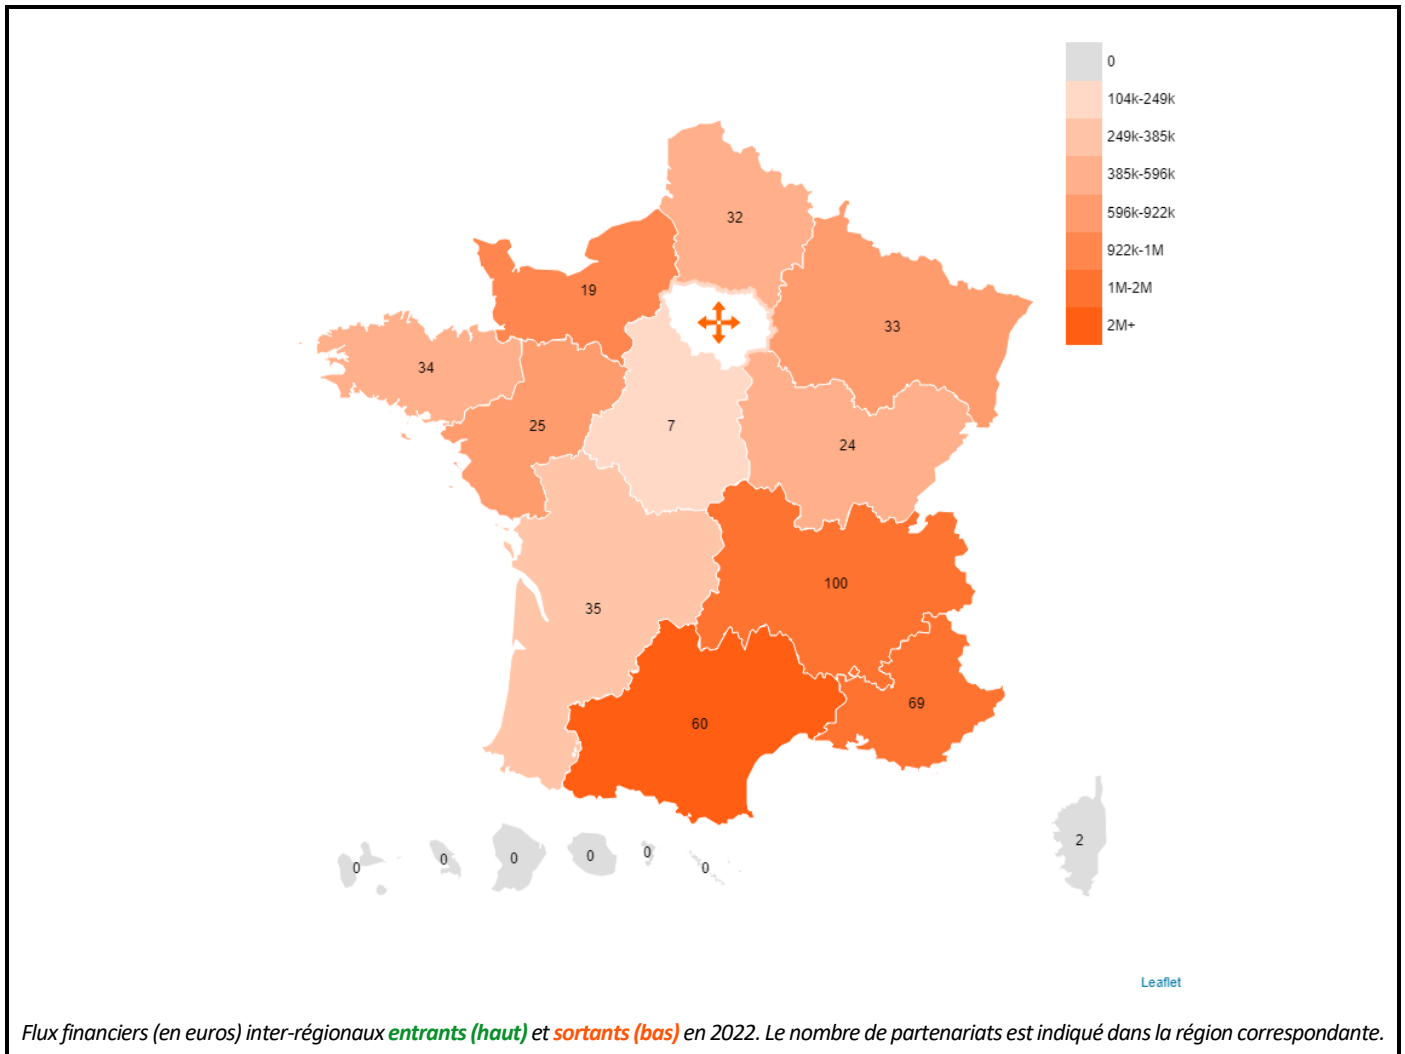 0
104k-249k
249k-385k
385k-596k
596k-922k
922k-1M
1M-2M
2M+
32
19
33
34
25
7
24
100
35
69
60
2
0
0
0
0
0
0
Leaflet
Flux financiers (en euros) inter-régionaux entrants (haut) et sortants (bas) en 2022. Le nombre de partenariats est indiqué dans la région correspondante.